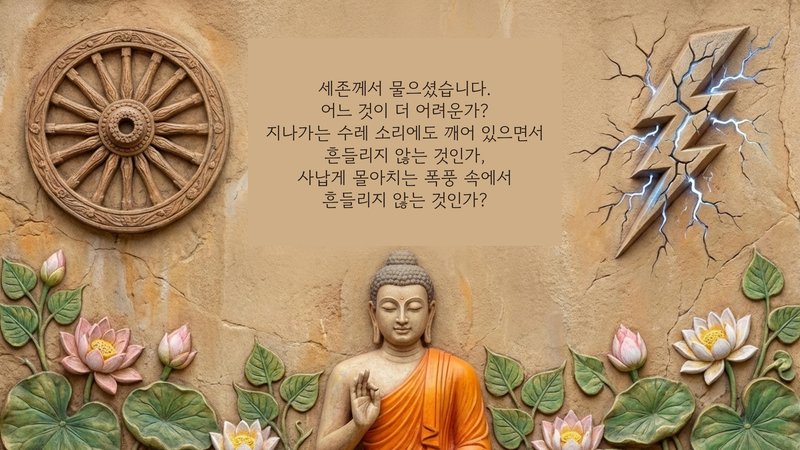 세존께서 물으셨습니다.
어느 것이 더 어려운가?
지나가는 수레 소리에도 깨어 있으면서
흔들리지 않는 것인가,
사납게 몰아치는 폭풍 속에서
흔들리지 않는 것인가?